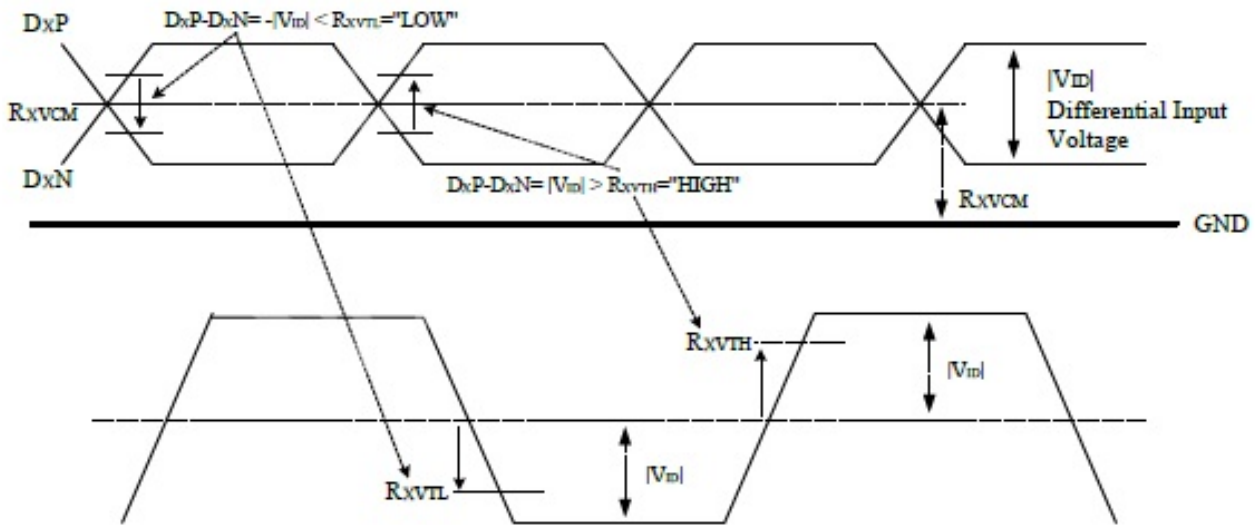 DxP
DxP-DxN= -|VID| < RXVTL="LOW"
RXVCM
|VID|
Differential Input
Voltage
DxN
DxP-DxN= |VID| > RXVTH="HIGH"
RXVCM
GND
RXVTH
|VID|
RXVTL
|VID|